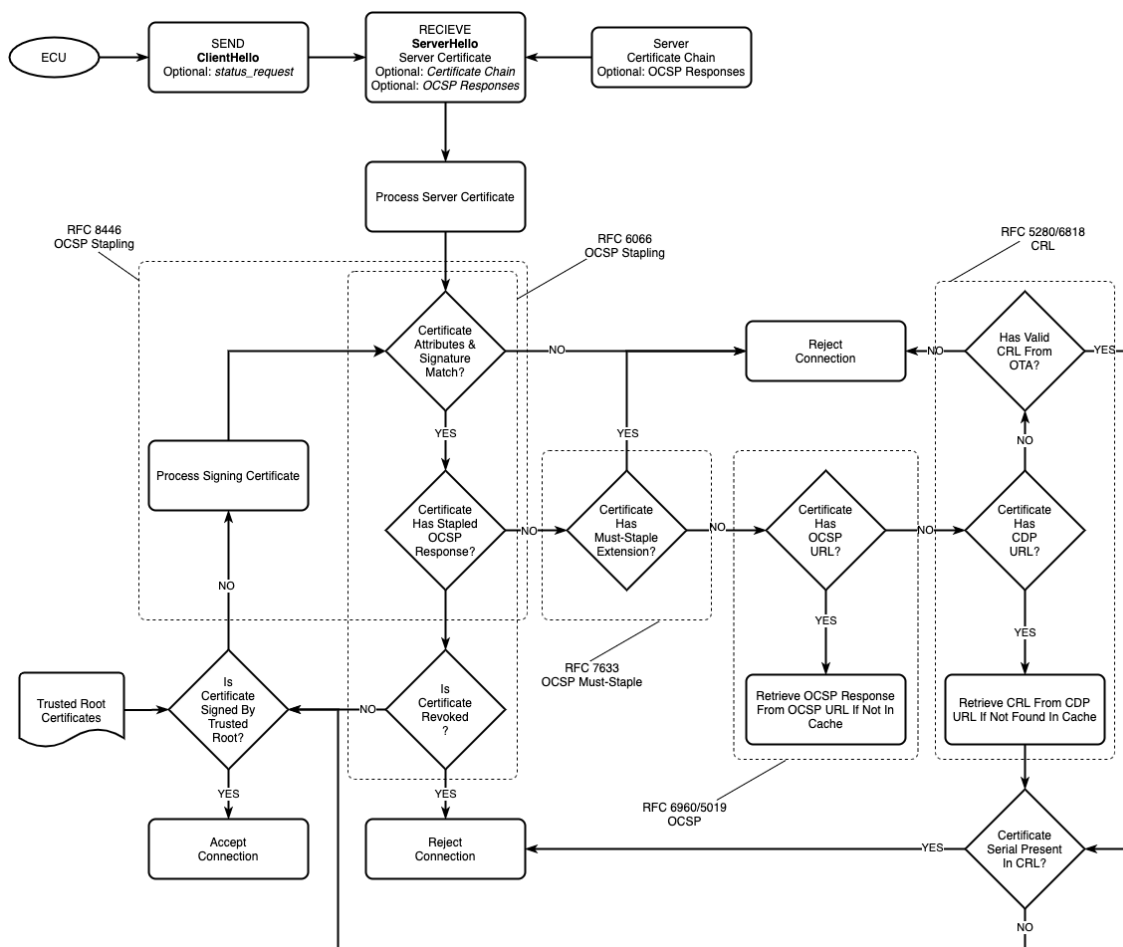 ECU
SEND
ClientHello
Optional: status_request
RECIEVE
ServerHello
Server Certificate
Optional: Certificate Chain
Optional: OCSP Responses
Server
Certificate Chain
Optional: OCSP Responses
Process Server Certificate
RFC 8446
OCSP Stapling
RFC 6066
OCSP Stapling
RFC 5280/6818
CRL
Certificate
Attributes &
Signature
Match?
NO
Reject
Connection
NO
Has Valid
CRL From
OTA?
YES
YES
YES
NO
Process Signing Certificate
Certificate
Has Stapled
OCSP
Response?
NO
Certificate
Has
Must-Staple
Extension?
NO
Certificate
Has
OCSP
URL?
NO
Certificate
Has
CDP
URL?
NO
YES
YES
RFC 7633
OCSP Must-Staple
Trusted Root
Certificates
Is
Certificate
Signed By
Trusted
Root?
NO
Is
Certificate
Revoked
?
Retrieve OCSP Response
From OCSP URL If Not In
Cache
Retrieve CRL From CDP
URL If Not Found In Cache
YES
YES
RFC 6960/5019
OCSP
Accept
Connection
Reject
Connection
YES
Certificate
Serial Present
In CRL?
NO